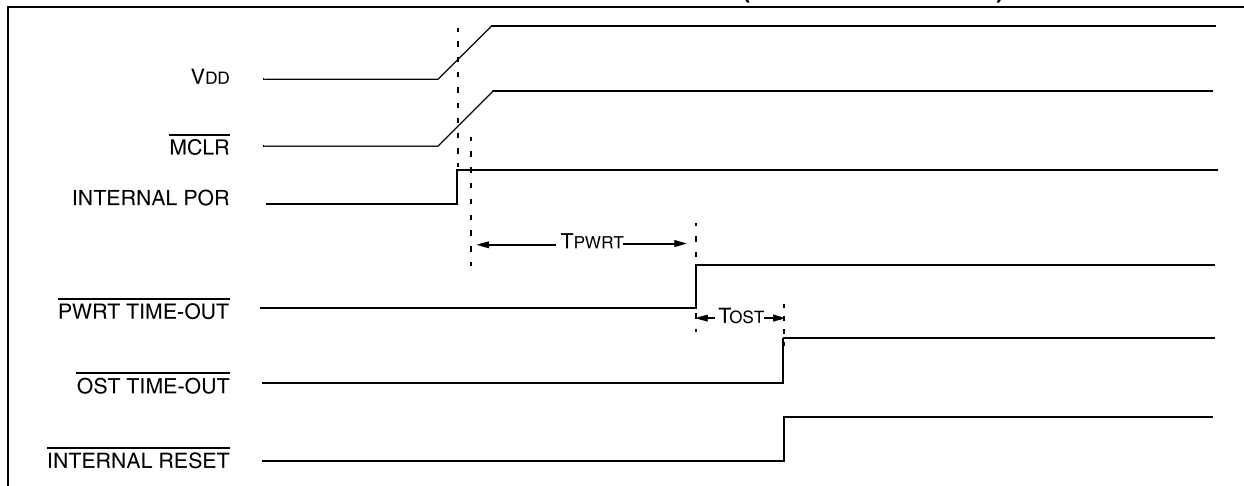 VDD
MCLR
INTERNAL POR
TPWRT
PWRT TIME-OUT
TOST
OST TIME-OUT
INTERNAL RESET